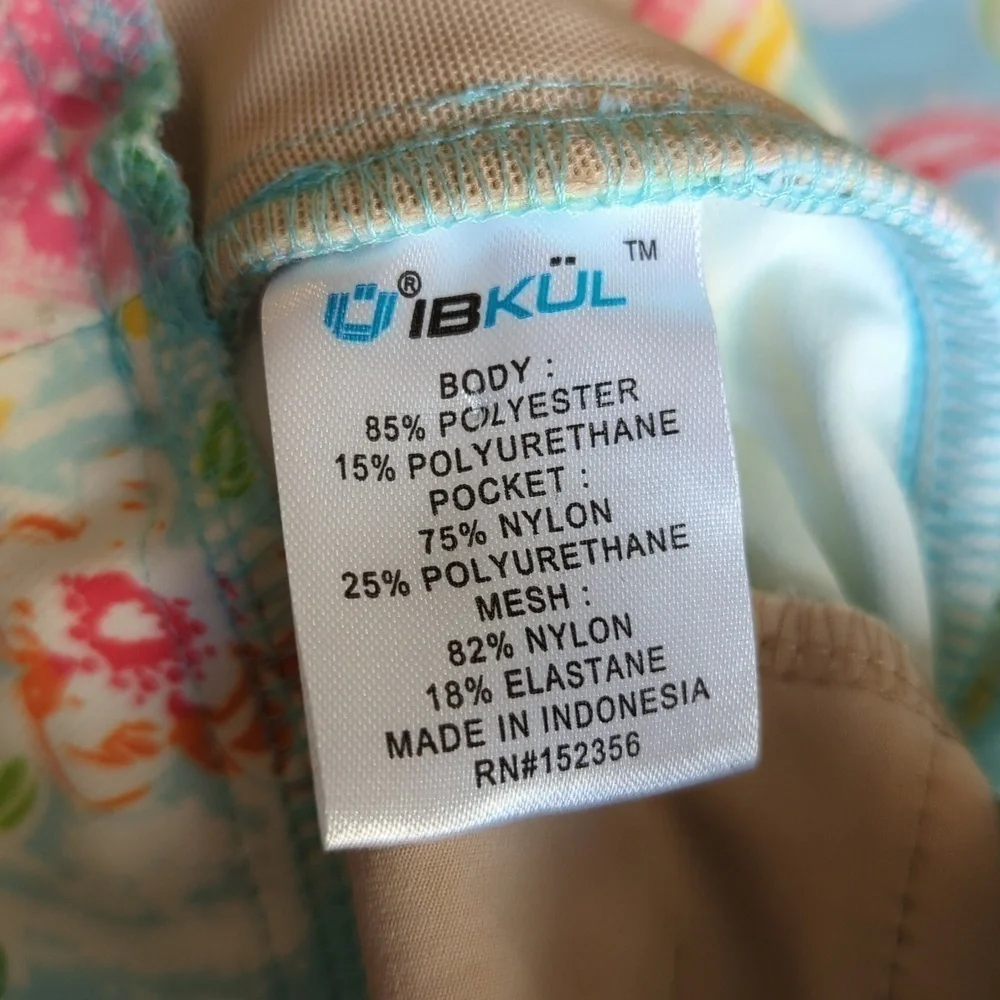 ® IBKÜL ™
BODY :
85% POLYESTER
15% POLYURETHANE
POCKET :
75% NYLON
25% POLYURETHANE
MESH :
82% NYLON
18% ELASTANE
MADE IN INDONESIA
RN#152356